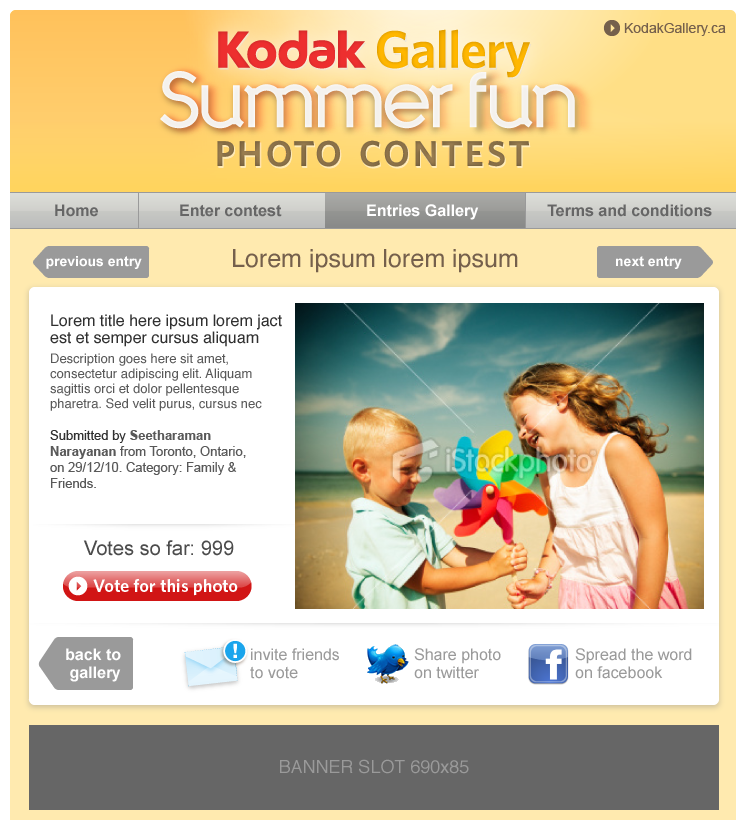 KodakGallery.ca
Kodak Gallery
Summer fun
PHOTO CONTEST
Home
Enter contest
Entries Gallery
Terms and conditions
previous entry
Lorem ipsum lorem ipsum
next entry
Lorem title here ipsum lorem jact
est et semper cursus aliquam
Description goes here sit amet,
consectetur adipiscing elit. Aliquam
sagittis orci et dolor pellentesque
pharetra. Sed velit purus, cursus nec
Submitted by Seetharaman
Narayanan from Toronto, Ontario,
on 29/12/10. Category: Family &
Friends.
iStockphoto
Votes so far: 999
Vote for this photo
back to
gallery
!
invite friends
to vote
Share photo
on twitter
f
Spread the word
on facebook
BANNER SLOT 690x85